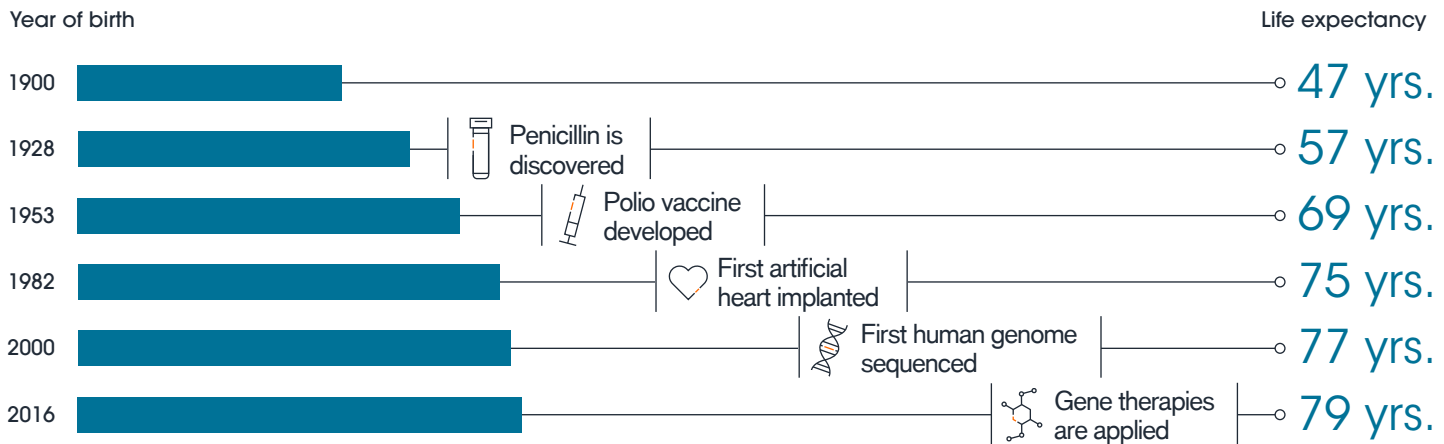 Year of birth
Life expectancy
1900
47 yrs.
1928
Penicillin is
discovered
57 yrs.
1953
Polio vaccine
developed
69 yrs.
1982
First artificial
heart implanted
75 yrs.
2000
First human genome
sequenced
77 yrs.
2016
Gene therapies
are applied
79 yrs.